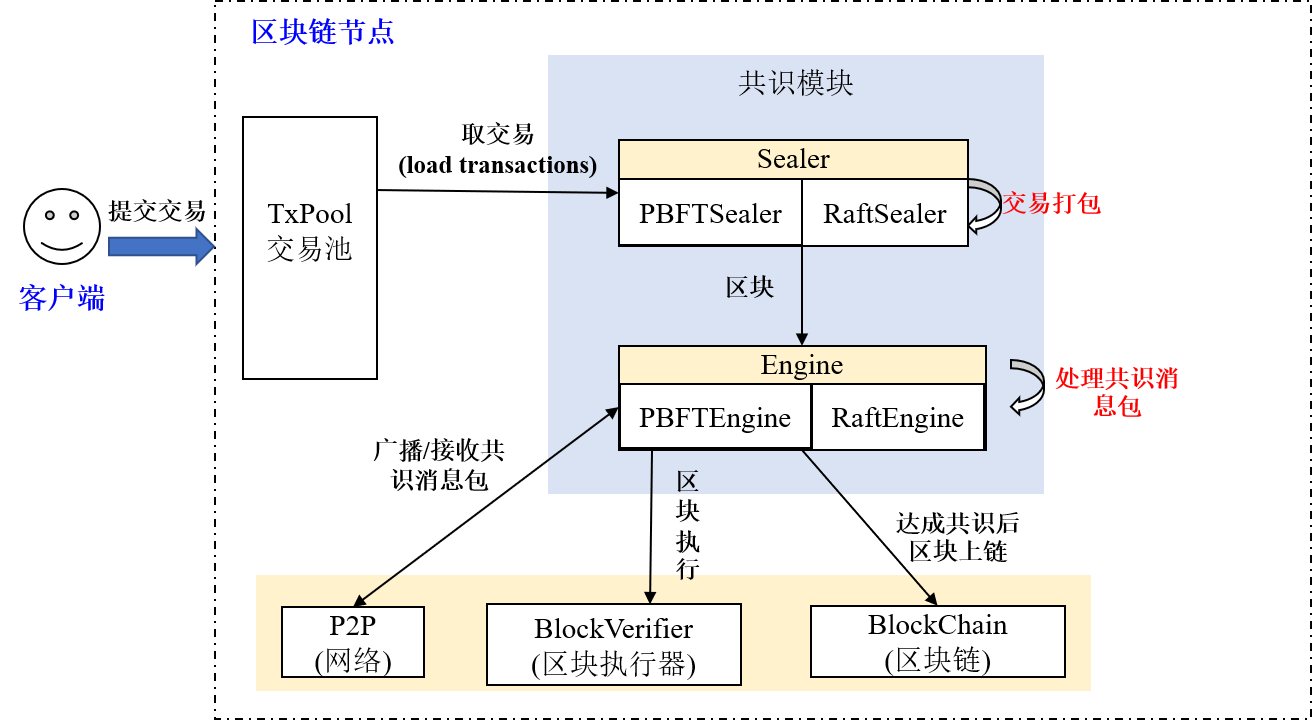 区块链节点
共识模块
取交易
(load transactions)
Sealer
PBFTSealer
RaftSealer
交易打包
提交交易
TxPool
交易池
客户端
区块
Engine
PBFTEngine
RaftEngine
处理共识消
息包
广播/接收共
识消息包
区
块
执
行
达成共识后
区块上链
P2P
(网络)
BlockVerifier
(区块执行器)
BlockChain
(区块链)